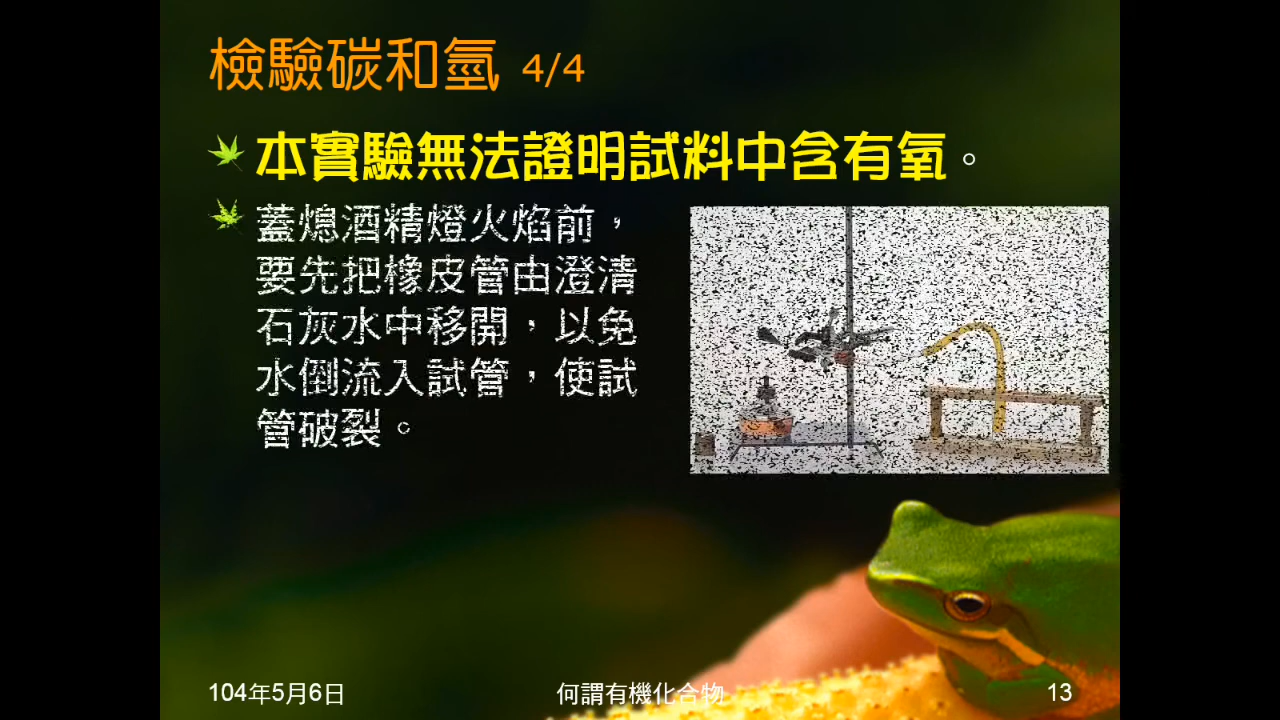 檢驗碳和氫 4/4
本實驗無法證明試料中含有氧。
蓋熄酒精燈火焰前，
要先把橡皮管由澄清
石灰水中移開，以免
水倒流入試管，使試
管破裂。
104年5月6日
何謂有機化合物
13